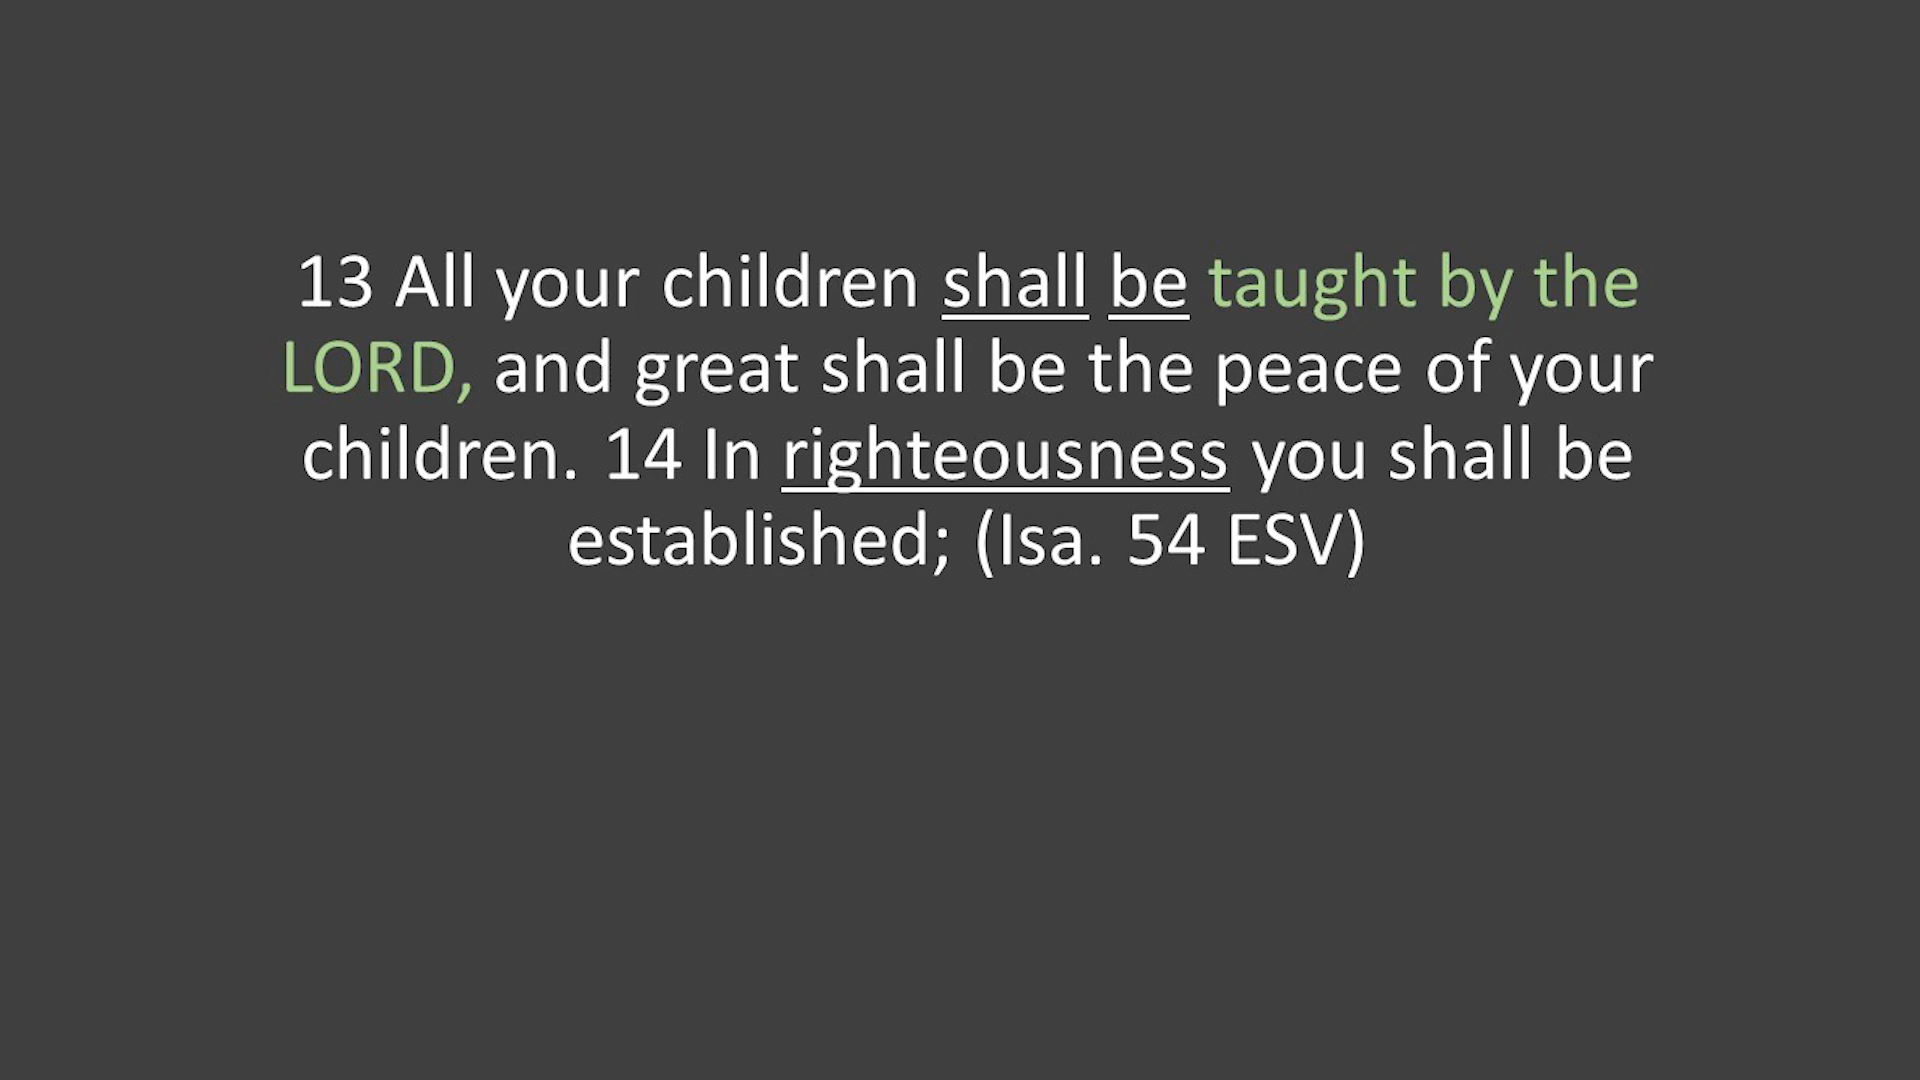 13 All your children shall be taught by the
LORD, and great shall be the peace of your
children. 14 In righteousness you shall be
established; (Isa. 54 ESV)